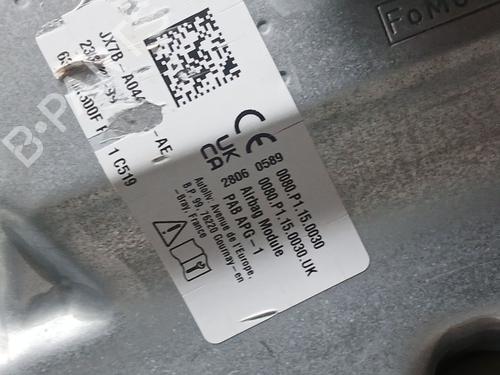 FoMo
JX7B-A04
-AE
1 C519
CE
UK
CA
0589
2806
0080.P1.15.0030
0080.P1.15.0030.UK
Airbag Module
PAB APG-1
Autoliv: Avenue de l'Europe,
B.P. 99, 76220 Gournay-en
-Bray, France
B-P